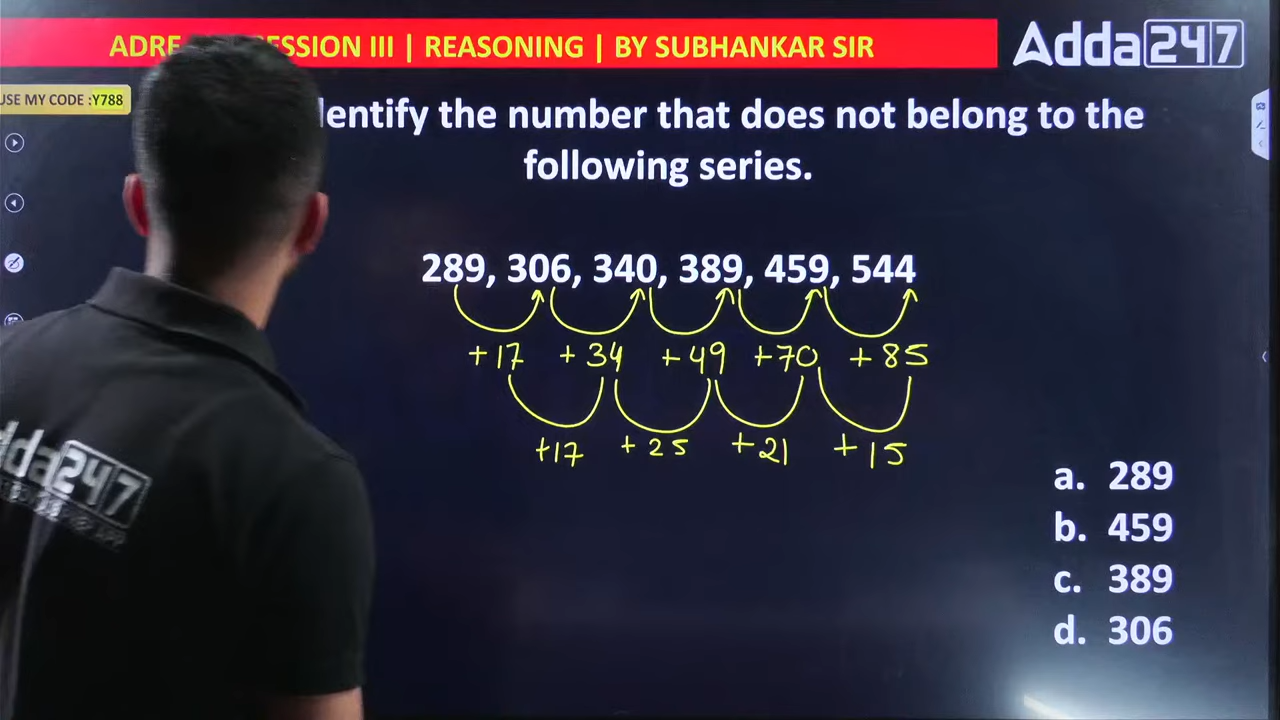 ADRE SESSION III | REASONING | BY SUBHANKAR SIR
Adda247
USE MY CODE :Y788
dentify the number that does not belong to the
following series.
289, 306, 340, 389, 459, 544
+17 +34 +49 +70 +85
+17 +25 +21 +15
a. 289
b. 459
c. 389
d. 306
dda247